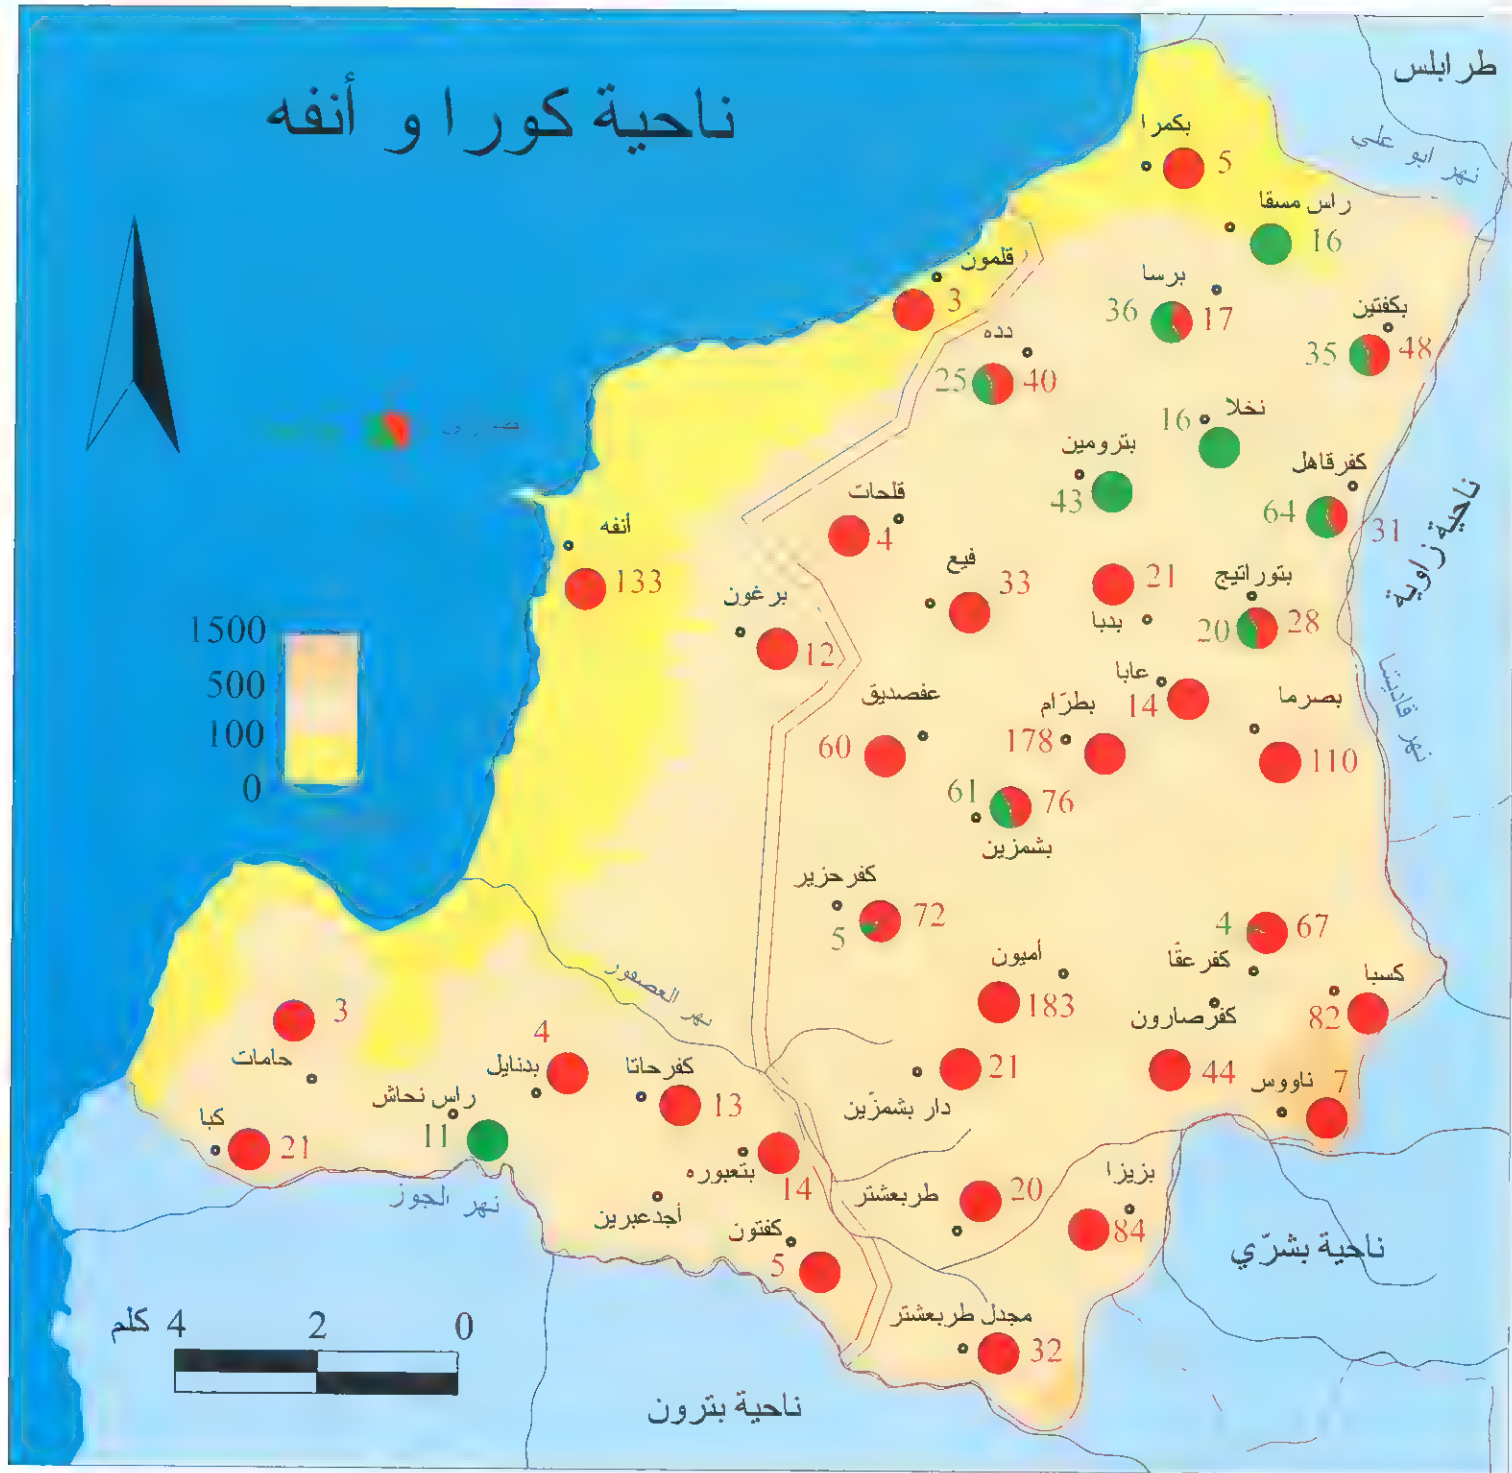 ناحية كورا و أنفه
طرابلس
نهر ابو علي
بكمرا
5
راس مسقا
16
قلمون
3
برسا
36
17
بكفتين
35
48
دده
25
40
نخلا
16
بترومين
43
كفرقاهل
64
31
ناحية زاوية
قلحات
4
أنفه
133
فيع
33
21
بدبا
بتوراتيج
20
28
برغون
12
1500
500
100
0
عابا
14
بصرما
110
نهر قاديشا
عفصديق
60
بطرّام
178
61
76
بشمزين
كفرحزير
5
72
4
67
كفرعقّا
أميون
183
كسبا
82
نهر العصفور
كفرصارون
44
3
حامات
4
بدنايل
كفرحاتا
13
21
دار بشمزّين
ناووس
7
راس نحاش
11
كبا
21
بتعبوره
14
نهر الجوز
أجدعبرين
طربعشتر
20
بزيزا
84
كفتون
5
ناحية بشرّي
مجدل طربعشتر
32
كلم 4 2 0
ناحية بترون